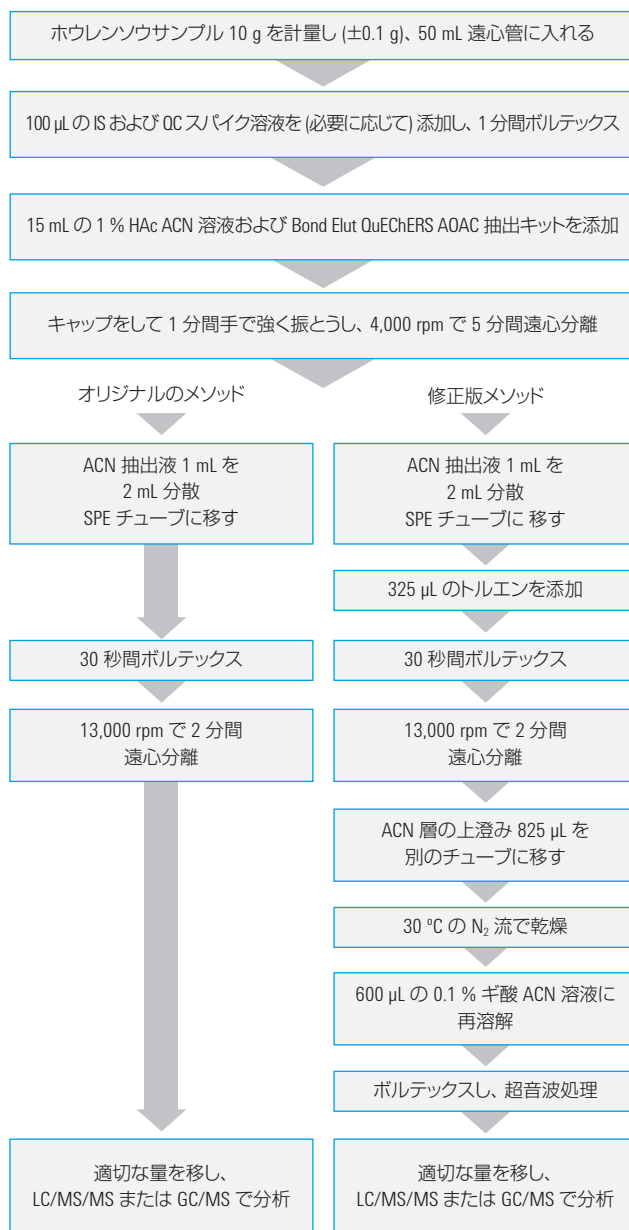 ホウレンソウサンプル 10 g を計量し (±0.1 g)、50 mL 遠心管に入れる
100 µL の IS および QC スパイク溶液を (必要に応じて) 添加し、1 分間ボルテックス
15 mL の 1 % HAc ACN 溶液および Bond Elut QuEChERS AOAC 抽出キットを添加
キャップをして 1 分間手で強く振とうし、4,000 rpm で 5 分間遠心分離
オリジナルのメソッド
ACN 抽出液 1 mL を
2 mL 分散
SPE チューブに移す
30 秒間ボルテックス
13,000 rpm で 2 分間
遠心分離
適切な量を移し、
LC/MS/MS または GC/MS で分析
修正版メソッド
ACN 抽出液 1 mL を
2 mL 分散
SPE チューブに 移す
325 µL のトルエンを添加
30 秒間ボルテックス
13,000 rpm で 2 分間
遠心分離
ACN 層の上澄み 825 µL を
別のチューブに移す
30 ºC の N₂ 流で乾燥
600 µL の 0.1 % ギ酸 ACN 溶液に
再溶解
ボルテックスし、超音波処理
適切な量を移し、
LC/MS/MS または GC/MS で分析